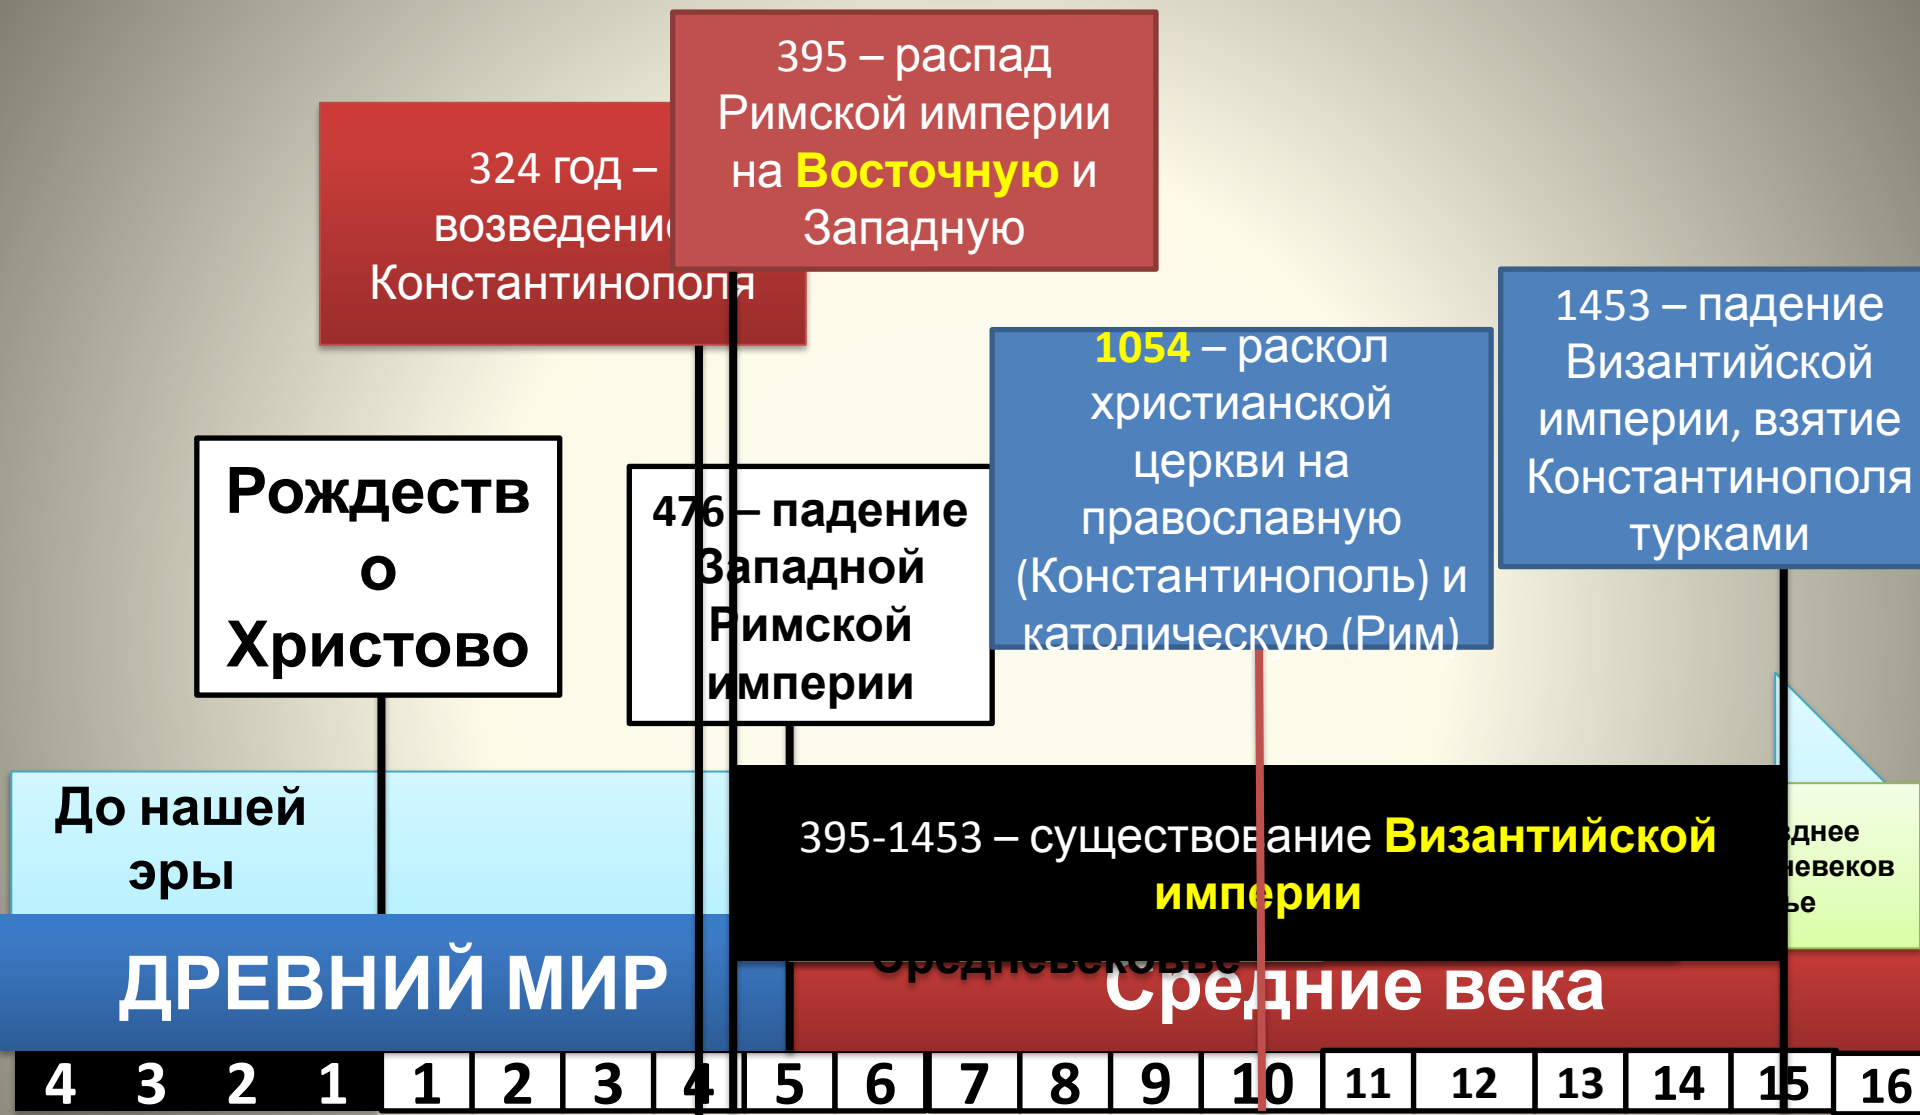 395 – распад
Римской империи
на Восточную и
Западную
324 год –
возведение
Константинополя
1453 – падение
Византийской
империи, взятие
Константинополя
турками
1054 – раскол
христианской
церкви на
православную
(Константинополь) и
католическую (Рим)
Рождеств
о
Христово
476 – падение
Западной
Римской
империи
До нашей
эры
395-1453 – существование Византийской
империи
ДРЕВНИЙ МИР
Средневековье
Средние века
4 3 2 1 1 2 3 4 5 6 7 8 9 10 11 12 13 14 15 16